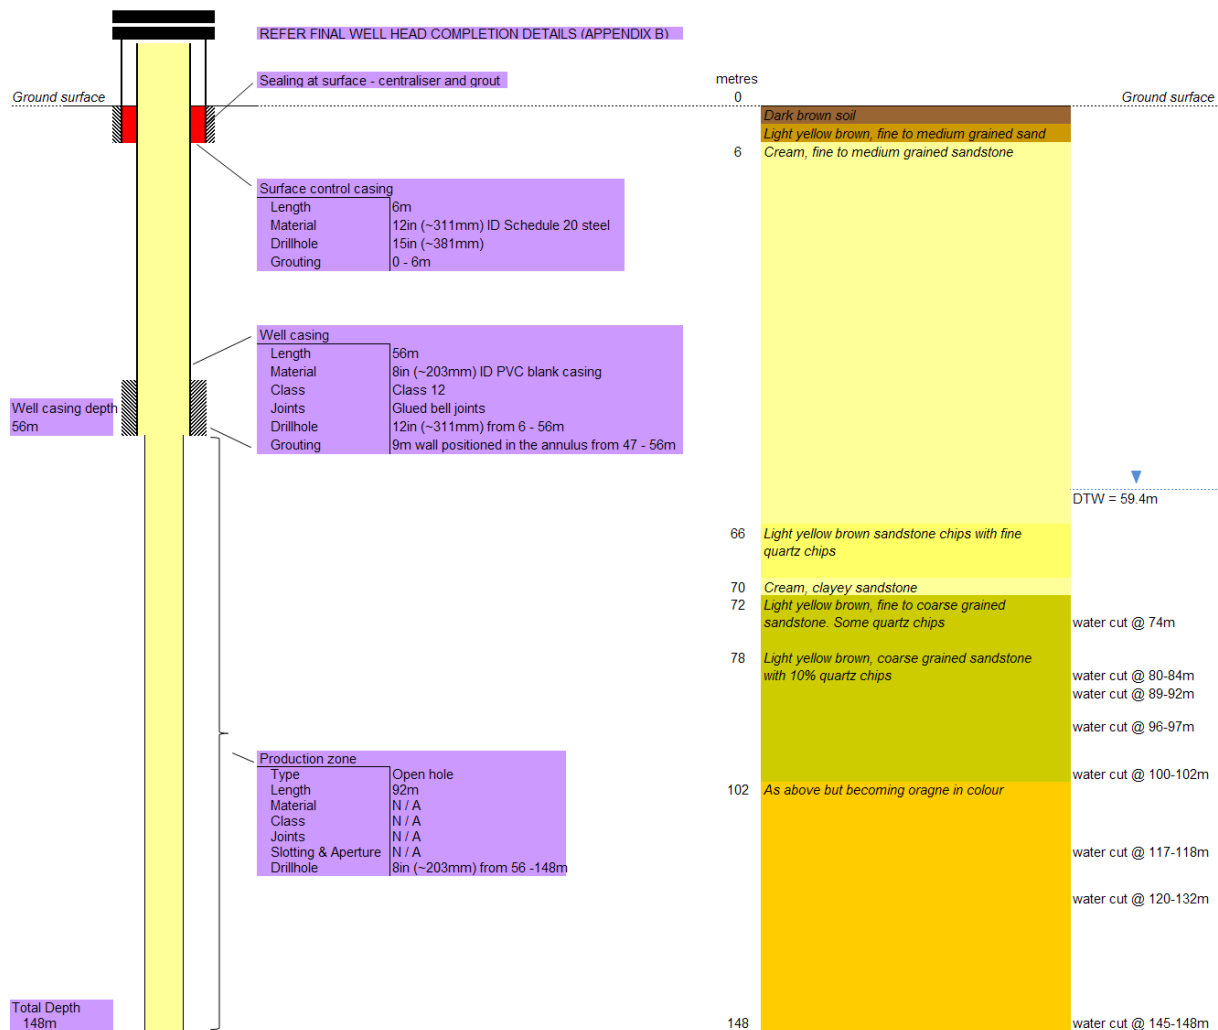 REFER FINAL WELL HEAD COMPLETION DETAILS (APPENDIX B)
Sealing at surface - centraliser and grout
Ground surface
Surface control casing
Length 6m
Material 12in (~311mm) ID Schedule 20 steel
Drillhole 15in (~381mm)
Grouting 0 - 6m
Well casing
Length 56m
Material 8in (~203mm) ID PVC blank casing
Class Class 12
Joints Glued bell joints
Drillhole 12in (~311mm) from 6 - 56m
Grouting 9m wall positioned in the annulus from 47 - 56m
Well casing depth
56m
Production zone
Type Open hole
Length 92m
Material N / A
Class N / A
Joints N / A
Slotting & Aperture N / A
Drillhole 8in (~203mm) from 56 -148m
Total Depth
148m
metres
0
Ground surface
Dark brown soil
Light yellow brown, fine to medium grained sand
6 Cream, fine to medium grained sandstone
DTW = 59.4m
66 Light yellow brown sandstone chips with fine
quartz chips
70 Cream, clayey sandstone
72 Light yellow brown, fine to coarse grained
sandstone. Some quartz chips
water cut @ 74m
78 Light yellow brown, coarse grained sandstone
with 10% quartz chips
water cut @ 80-84m
water cut @ 89-92m
water cut @ 96-97m
water cut @ 100-102m
102 As above but becoming oragne in colour
water cut @ 117-118m
water cut @ 120-132m
148
water cut @ 145-148m